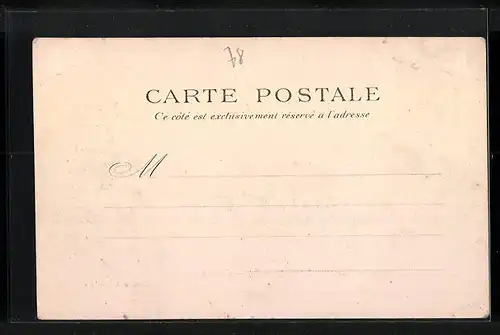 78
CARTE POSTALE
Ce côté est exclusivement réservé à l'adresse
M